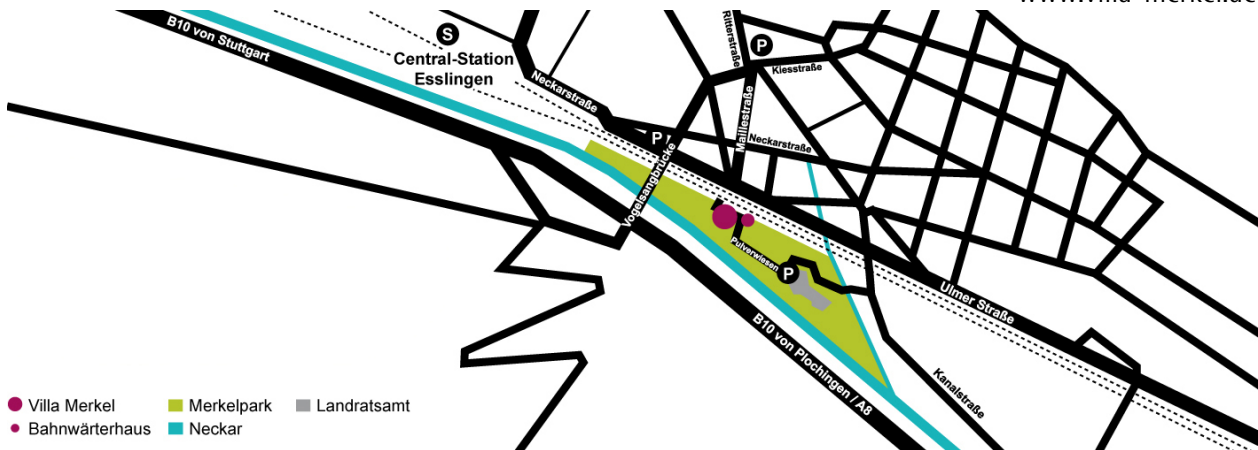 B10 von Stuttgart
S
Central-Station
Esslingen
Neckarstraße
P
Vogelsangbrücke
Ritterstraße
P
Kiesstraße
Maillestraße
Neckarstraße
Pulverwiesen
P
Ulmer Straße
B10 von Plochingen / A8
Kanalstraße
Villa Merkel
Merkelpark
Landratsamt
Bahnwärterhaus
Neckar